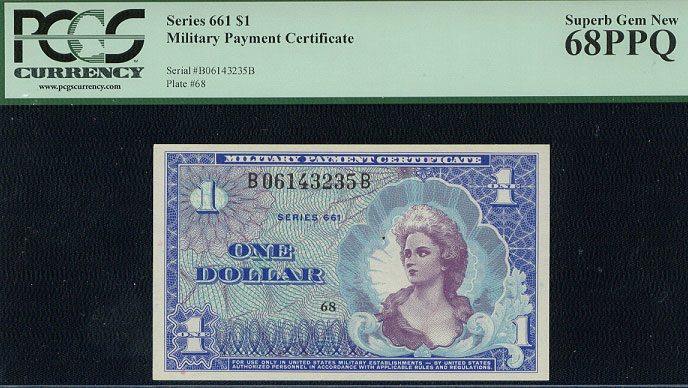 PCGS
CURRENCY
www.pcgscurrency.com
Series 661 $1
Military Payment Certificate
Serial #B06143235B
Plate #68
Superb Gem New
68PPQ
MILITARY PAYMENT CERTIFICATE
1
B06143235B
ONE
1
SERIES 661
ONE
DOLLAR
68
ONE
1
1
FOR USE ONLY IN UNITED STATES MILITARY ESTABLISHMENTS — BY UNITED STATES
AUTHORIZED PERSONNEL IN ACCORDANCE WITH APPLICABLE RULES AND REGULATIONS.